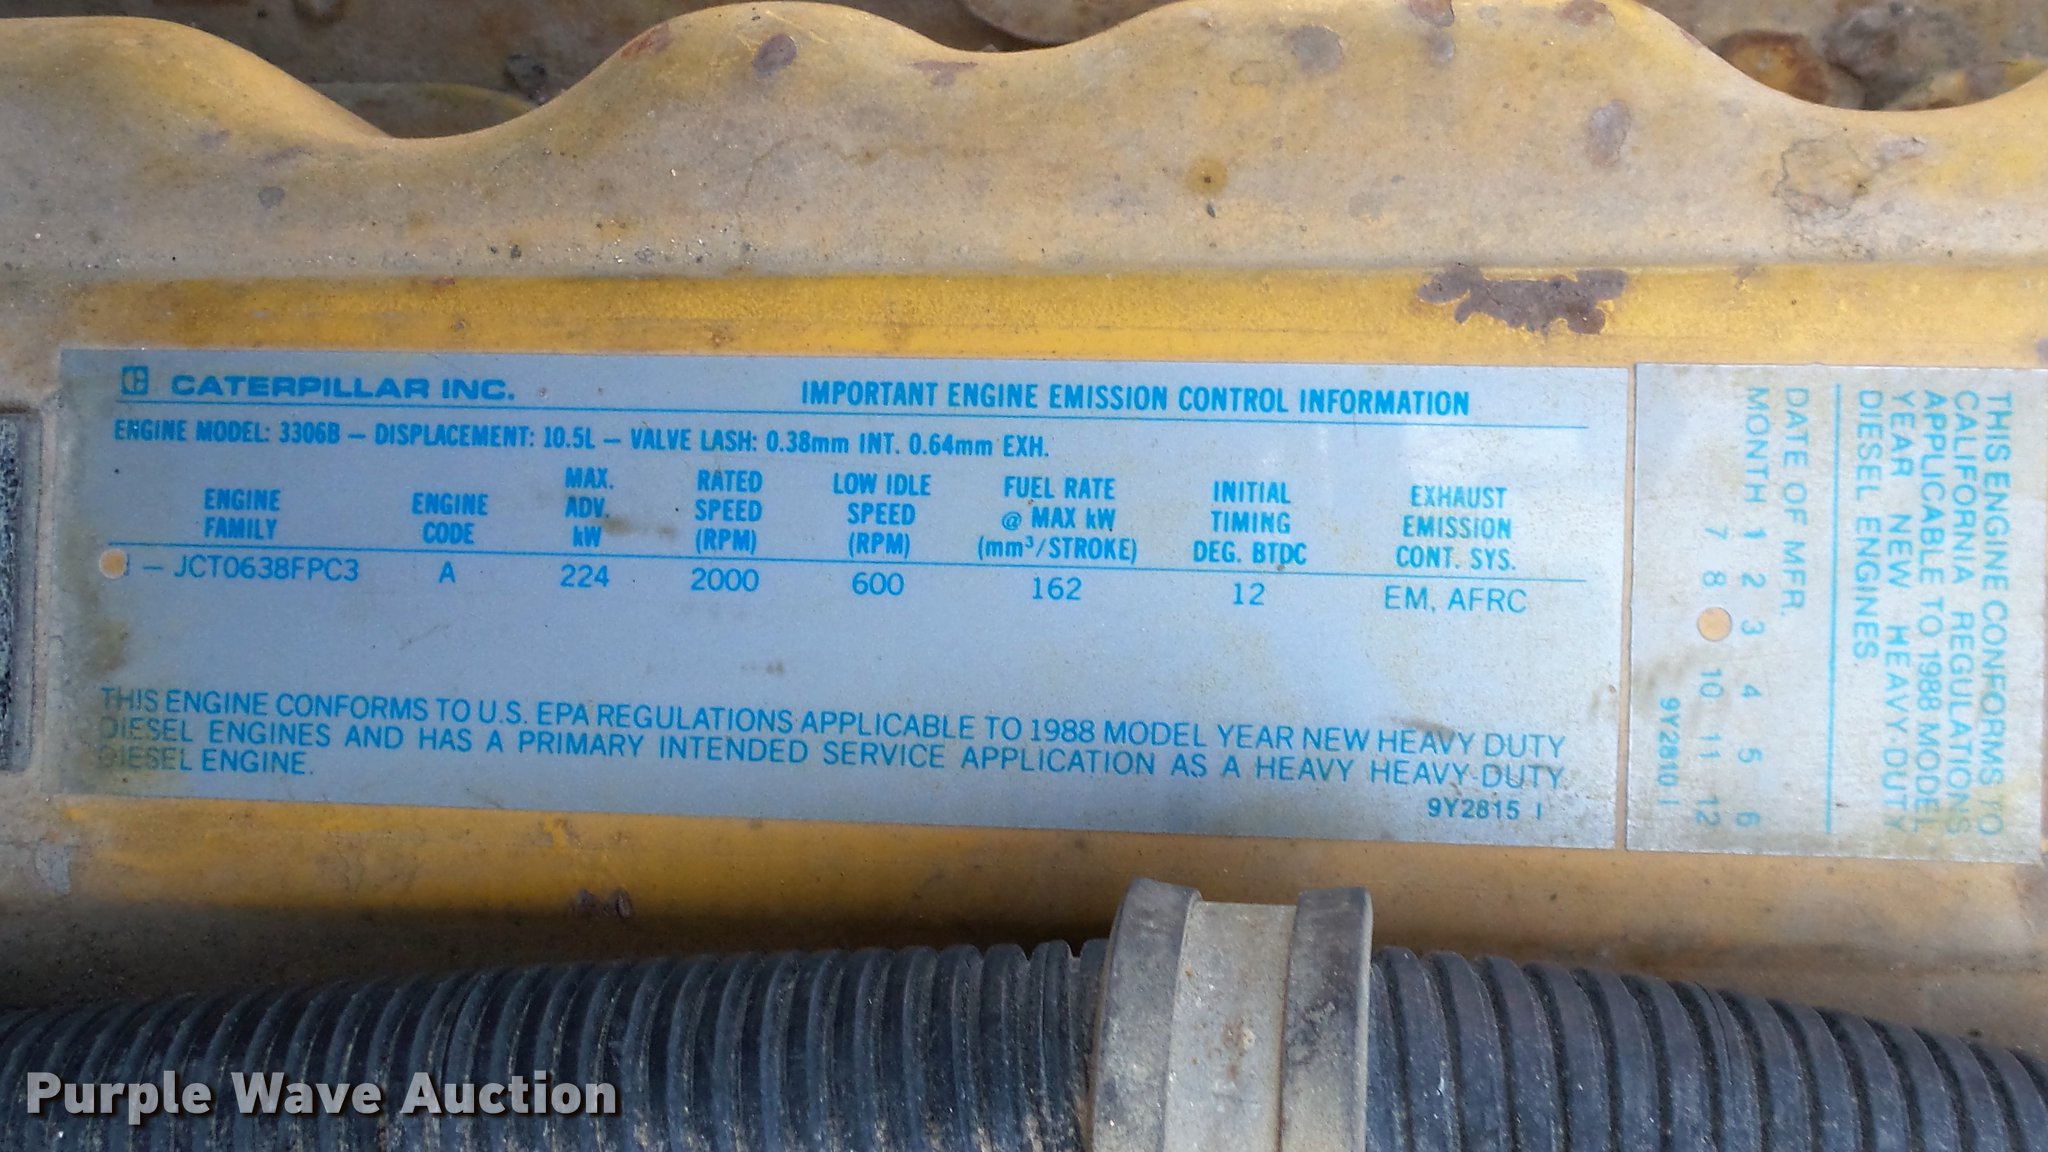 CATERPILLAR INC.
IMPORTANT ENGINE EMISSION CONTROL INFORMATION
ENGINE MODEL: 3306B – DISPLACEMENT: 10.5L – VALVE LASH: 0.38mm INT. 0.64mm EXH.
ENGINE
FAMILY
ENGINE
CODE
MAX.
ADV.
kW
RATED
SPEED
(RPM)
LOW IDLE
SPEED
(RPM)
FUEL RATE
@ MAX kW
(mm³/STROKE)
INITIAL
TIMING
DEG. BTDC
EXHAUST
EMISSION
CONT. SYS.
– JCT0638FPC3 A 224 2000 600 162 12 EM, AFRC
THIS ENGINE CONFORMS TO U.S. EPA REGULATIONS APPLICABLE TO 1988 MODEL YEAR NEW HEAVY DUTY
DIESEL ENGINES AND HAS A PRIMARY INTENDED SERVICE APPLICATION AS A HEAVY HEAVY-DUTY
DIESEL ENGINE.
9Y2815 I
THIS ENGINE CONFORMS TO
CALIFORNIA REGULATIONS
APPLICABLE TO 1988 MODEL
YEAR NEW HEAVY DUTY
DIESEL ENGINES.
DATE OF MFR.
MONTH 1 2 3 4 5 6
7 8 10 11 12
9Y2810 I
Purple Wave Auction